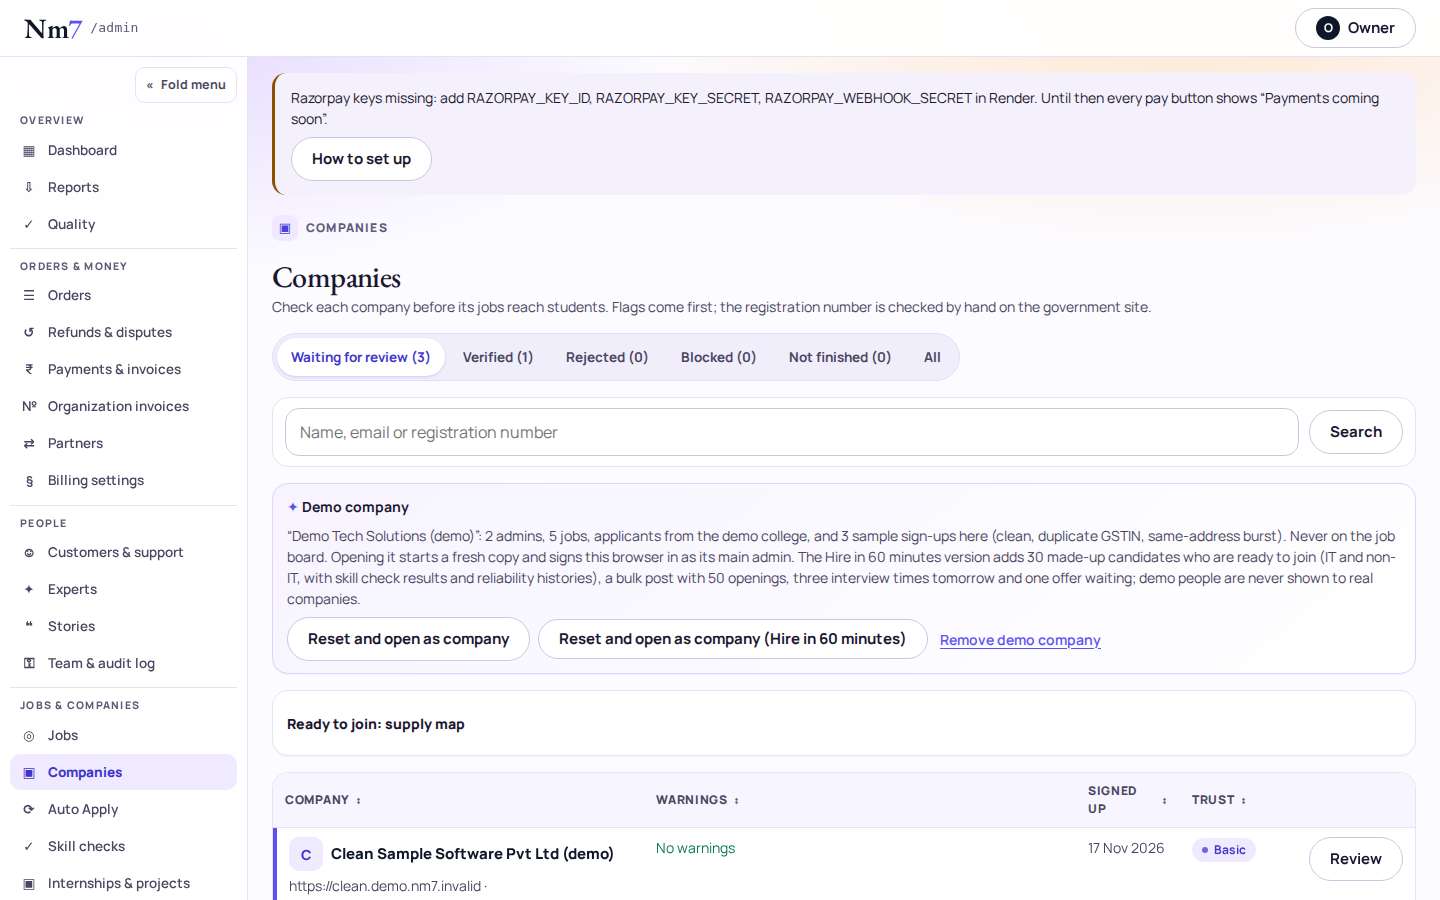 Nm7 /admin
O Owner
« Fold menu
OVERVIEW
Dashboard
Reports
Quality
ORDERS & MONEY
Orders
Refunds & disputes
₹ Payments & invoices
Nº Organization invoices
Partners
§ Billing settings
PEOPLE
Customers & support
Experts
Stories
Team & audit log
JOBS & COMPANIES
Jobs
Companies
Auto Apply
Skill checks
Internships & projects
Razorpay keys missing: add RAZORPAY_KEY_ID, RAZORPAY_KEY_SECRET, RAZORPAY_WEBHOOK_SECRET in Render. Until then every pay button shows “Payments coming
soon”.
How to set up
COMPANIES
Companies
Check each company before its jobs reach students. Flags come first; the registration number is checked by hand on the government site.
Waiting for review (3) Verified (1) Rejected (0) Blocked (0) Not finished (0) All
Name, email or registration number Search
Demo company
“Demo Tech Solutions (demo)”: 2 admins, 5 jobs, applicants from the demo college, and 3 sample sign-ups here (clean, duplicate GSTIN, same-address burst). Never on the job
board. Opening it starts a fresh copy and signs this browser in as its main admin. The Hire in 60 minutes version adds 30 made-up candidates who are ready to join (IT and non-
IT, with skill check results and reliability histories), a bulk post with 50 openings, three interview times tomorrow and one offer waiting; demo people are never shown to real
companies.
Reset and open as company Reset and open as company (Hire in 60 minutes) Remove demo company
Ready to join: supply map
COMPANY WARNINGS SIGNED UP TRUST
C Clean Sample Software Pvt Ltd (demo) No warnings 17 Nov 2026 Basic Review
https://clean.demo.nm7.invalid ·